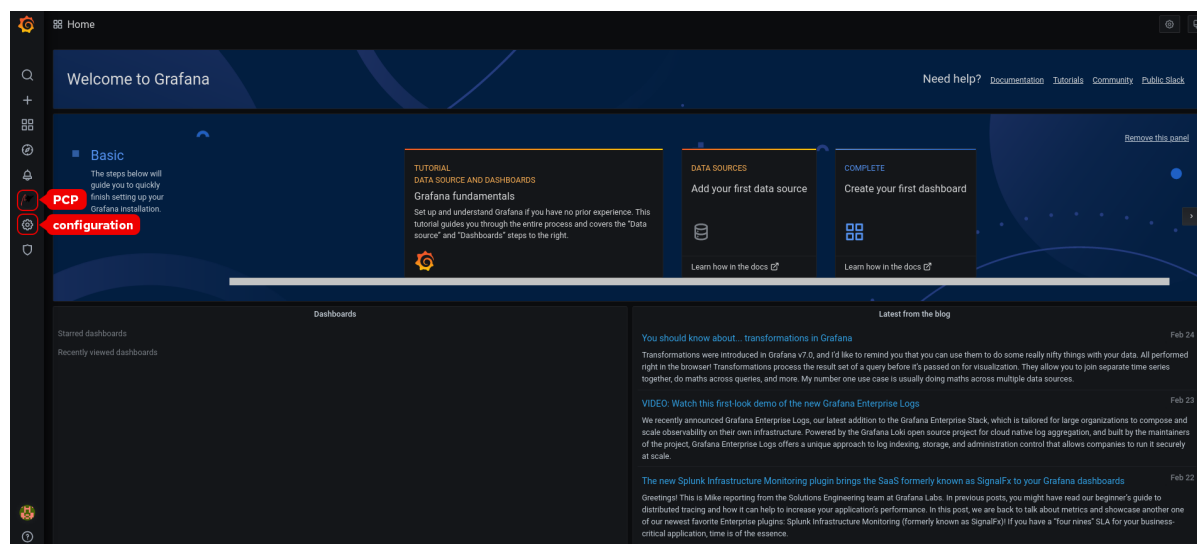 Home
Welcome to Grafana
Need help? Documentation Tutorials Community Public Slack
Remove this panel
Basic
The steps below will
guide you to quickly
finish setting up your
Grafana installation.
TUTORIAL
DATA SOURCE AND DASHBOARDS
Grafana fundamentals
Set up and understand Grafana if you have no prior experience. This
tutorial guides you through the entire process and covers the "Data
source" and "Dashboards" steps to the right.
DATA SOURCES
Add your first data source
Learn how in the docs
COMPLETE
Create your first dashboard
Learn how in the docs
PCP
configuration
Dashboards
Starred dashboards
Recently viewed dashboards
Latest from the blog
You should know about... transformations in Grafana
Feb 24
Transformations were introduced in Grafana v7.0, and I'd like to remind you that you can use them to do some really nifty things with your data. All performed
right in the browser! Transformations process the result set of a query before it's passed on for visualization. They allow you to join separate time series
together, do maths across queries, and more. My number one use case is usually doing maths across multiple data sources.
VIDEO: Watch this first-look demo of the new Grafana Enterprise Logs
Feb 23
We recently announced Grafana Enterprise Logs, our latest addition to the Grafana Enterprise Stack, which is tailored for large organizations to compose and
scale observability on their own infrastructure. Powered by the Grafana Loki open source project for cloud native log aggregation, and built by the maintainers
of the project, Grafana Enterprise Logs offers a unique approach to log indexing, storage, and administration control that allows companies to run it securely
at scale.
The new Splunk Infrastructure Monitoring plugin brings the SaaS formerly known as SignalFx to your Grafana dashboards
Feb 22
Greetings! This is Mike reporting from the Solutions Engineering team at Grafana Labs. In previous posts, you might have read our beginner's guide to
distributed tracing and how it can help to increase your application's performance. In this post, we are back to talk about metrics and showcase another one
of our newest favorite Enterprise plugins: Splunk Infrastructure Monitoring (formerly known as SignalFx)! If you have a "four nines" SLA for your business-
critical application, time is of the essence.